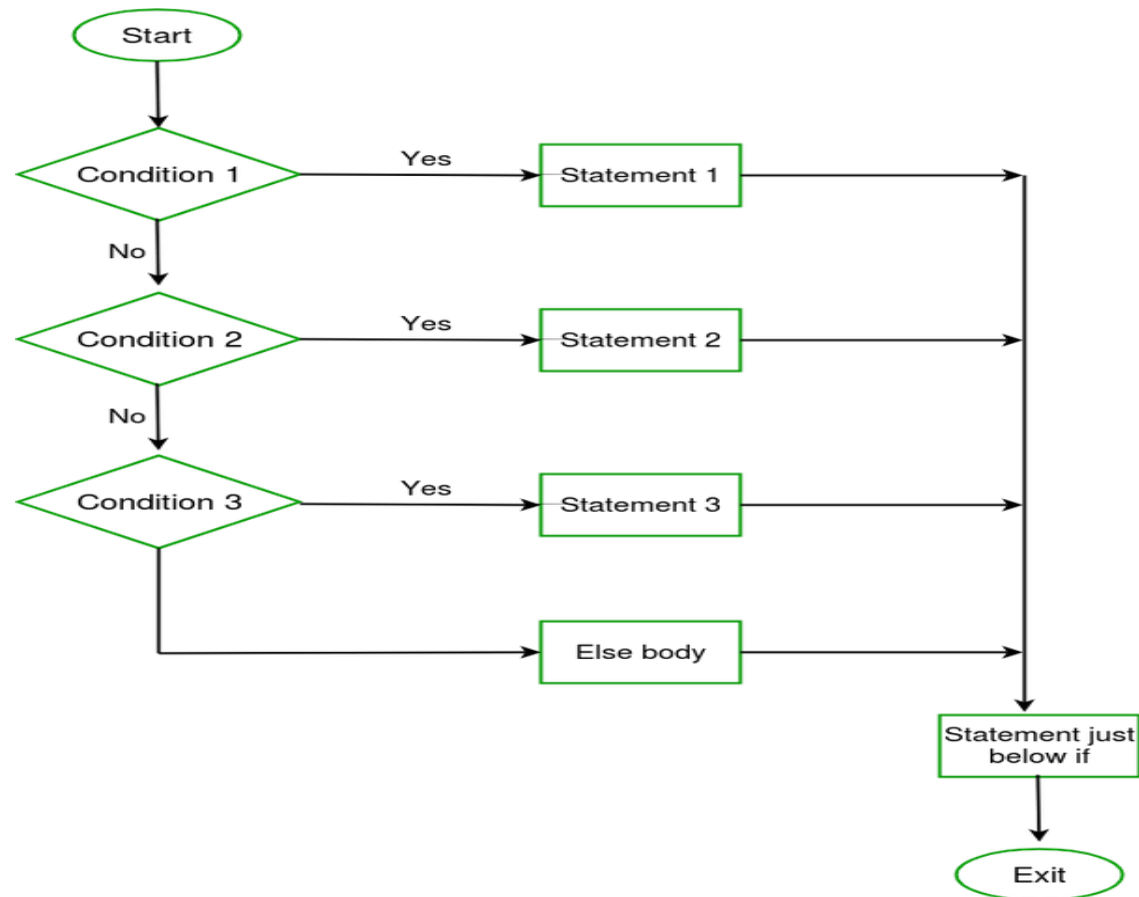 Start
Condition 1
Yes
Statement 1
No
Condition 2
Yes
Statement 2
No
Condition 3
Yes
Statement 3
Else body
Statement just
below if
Exit